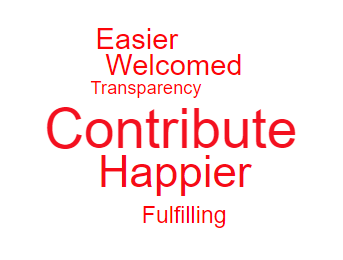 Easier
Welcomed
Transparency
Contribute
Happier
Fulfilling